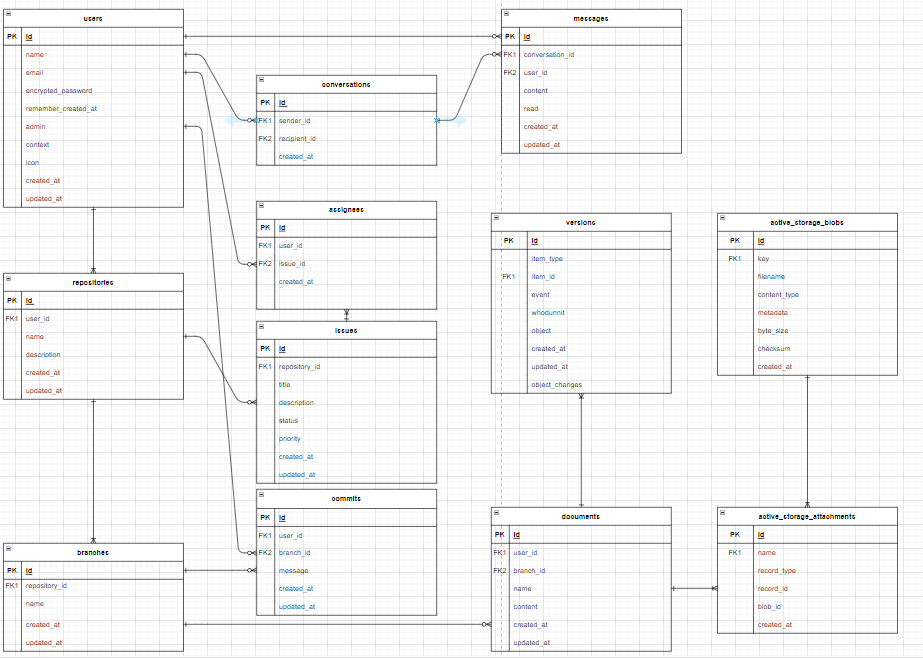 users
PK id
name
email
encrypted_password
remember_created_at
admin
context
icon
created_at
updated_at
messages
PK id
FK1 conversation_id
FK2 user_id
content
read
created_at
updated_at
conversations
PK id
FK1 sender_id
FK2 recipient_id
created_at
assignees
PK id
FK1 user_id
FK2 issue_id
created_at
versions
PK id
item_type
FK1 item_id
event
whodunnit
object
created_at
updated_at
object_changes
active_storage_blobs
PK id
FK1 key
filename
content_type
metadata
byte_size
checksum
created_at
repositories
PK id
FK1 user_id
name
description
created_at
updated_at
issues
PK id
FK1 repository_id
title
description
status
priority
created_at
updated_at
commits
PK id
FK1 user_id
FK2 branch_id
message
created_at
updated_at
documents
PK id
FK1 user_id
FK2 branch_id
name
content
created_at
updated_at
active_storage_attachments
PK id
FK1 name
record_type
record_id
blob_id
created_at
branches
PK id
FK1 repository_id
name
created_at
updated_at